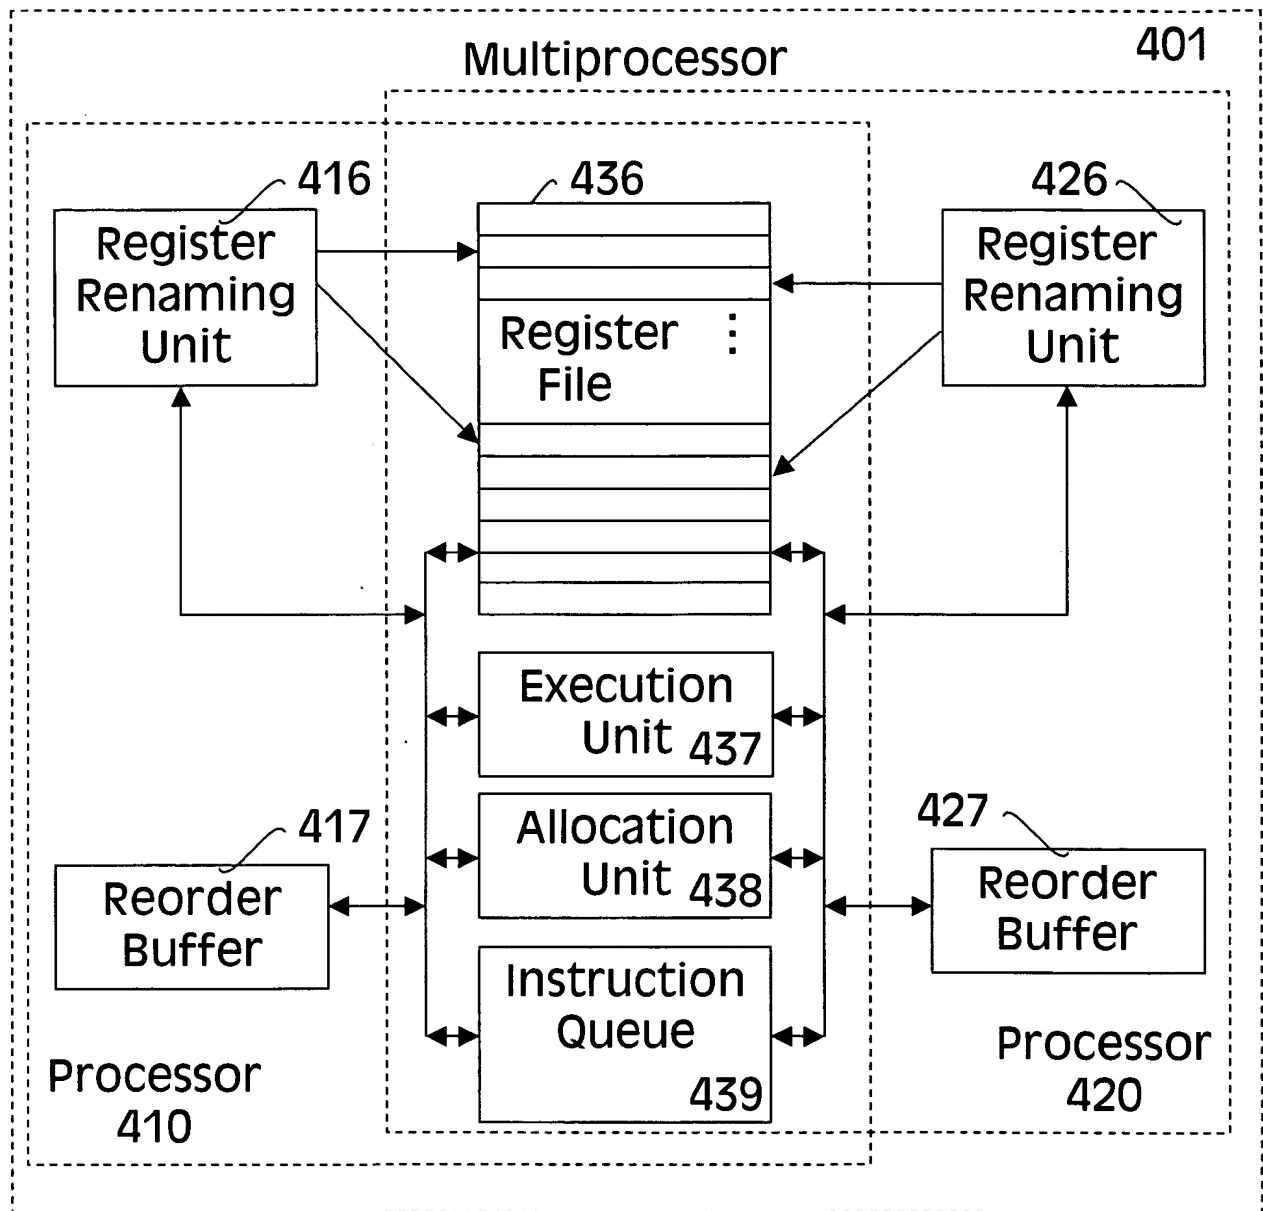 401
Multiprocessor
416
436
426
Register
Renaming
Unit
Register
File
Register
Renaming
Unit
Execution
Unit 437
417
Allocation
Unit 438
427
Reorder
Buffer
Reorder
Buffer
Instruction
Queue
439
Processor
410
Processor
420